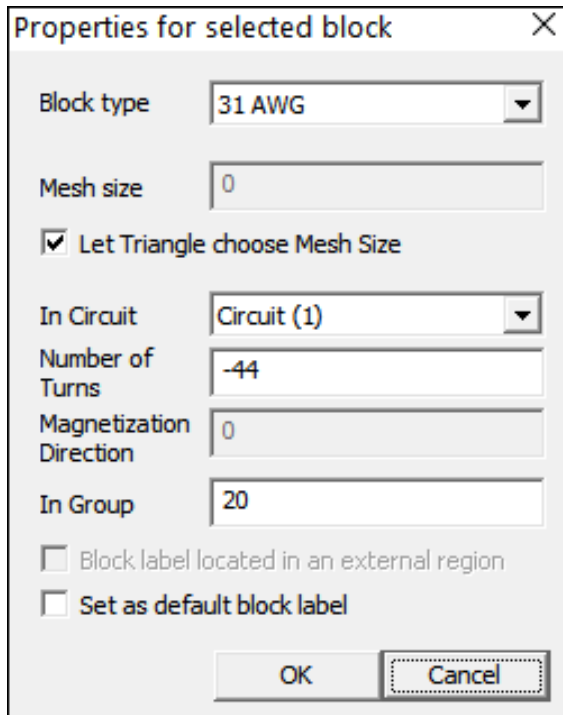 Properties for selected block
Block type
31 AWG
Mesh size
0
Let Triangle choose Mesh Size
In Circuit
Circuit (1)
Number of
Turns
-44
Magnetization
Direction
0
In Group
20
Block label located in an external region
Set as default block label
OK
Cancel